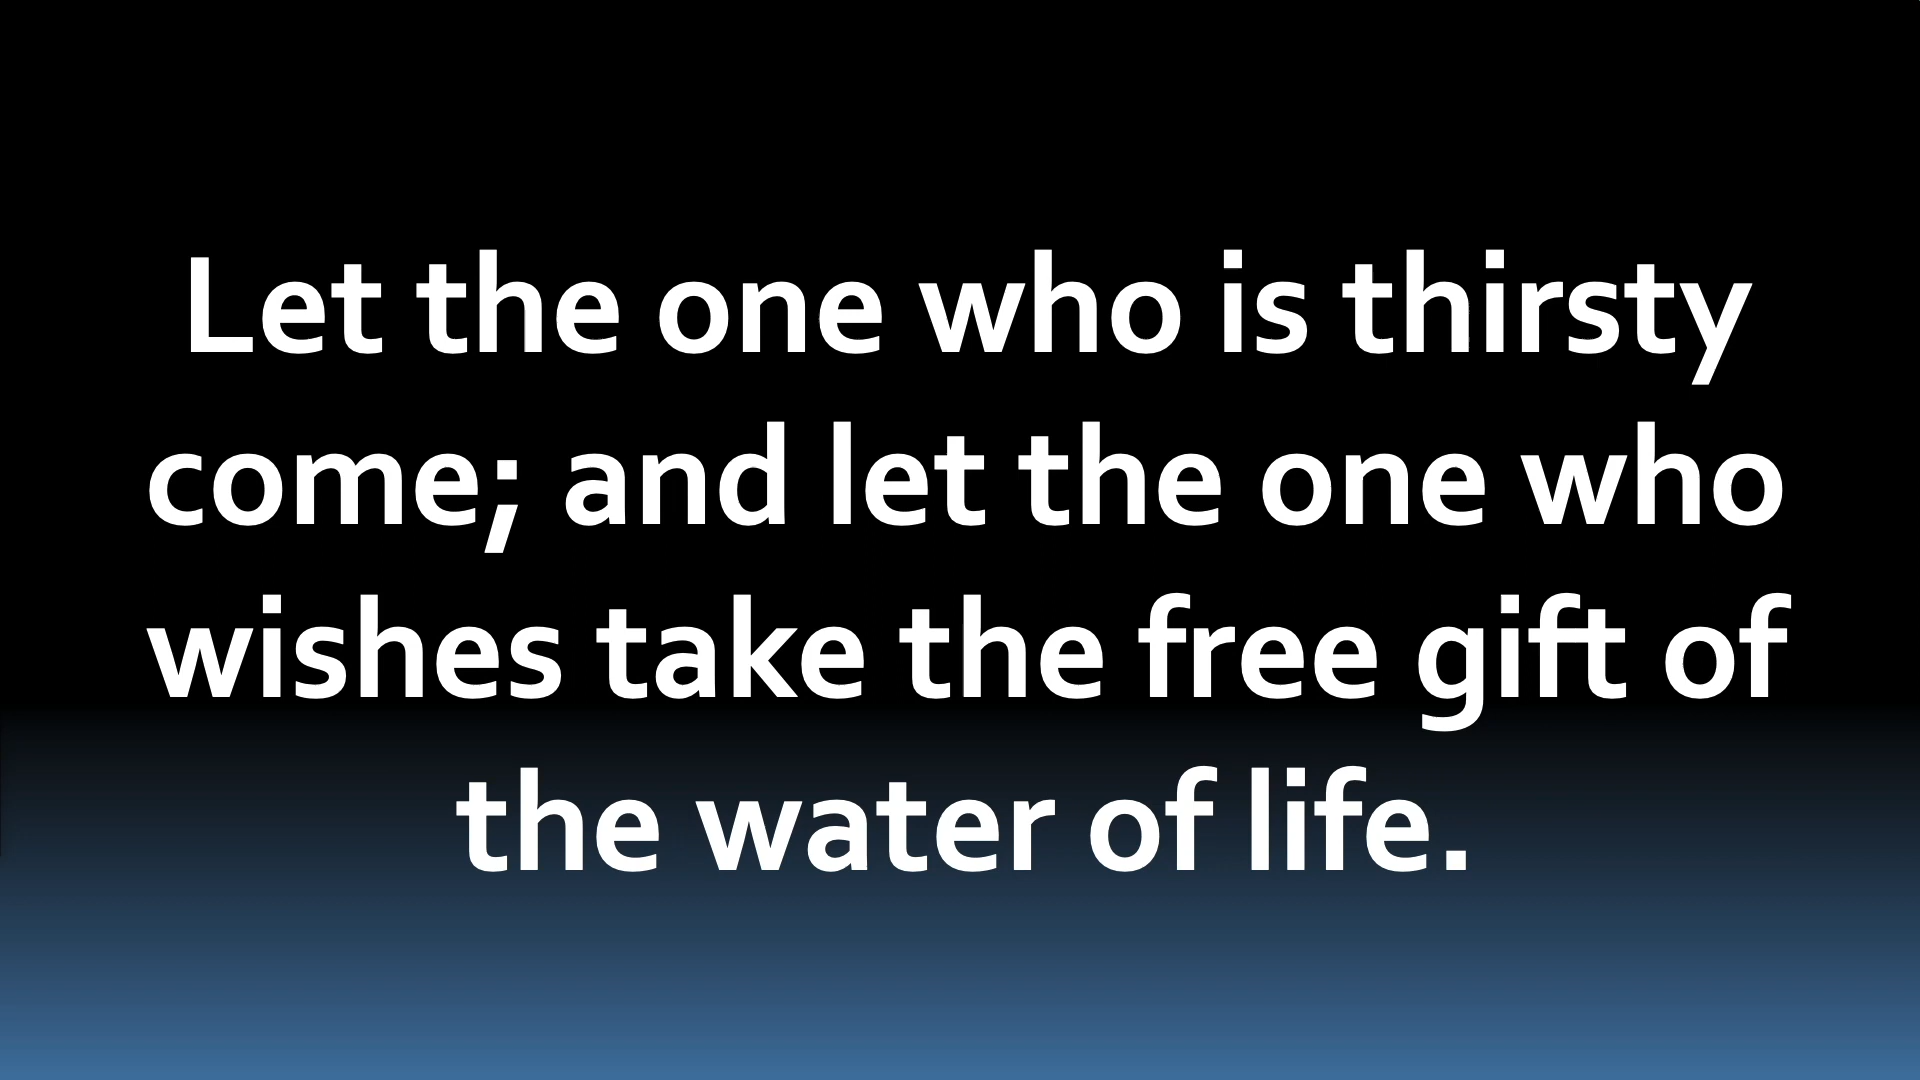 Let the one who is thirsty
come; and let the one who
wishes take the free gift of
the water of life.